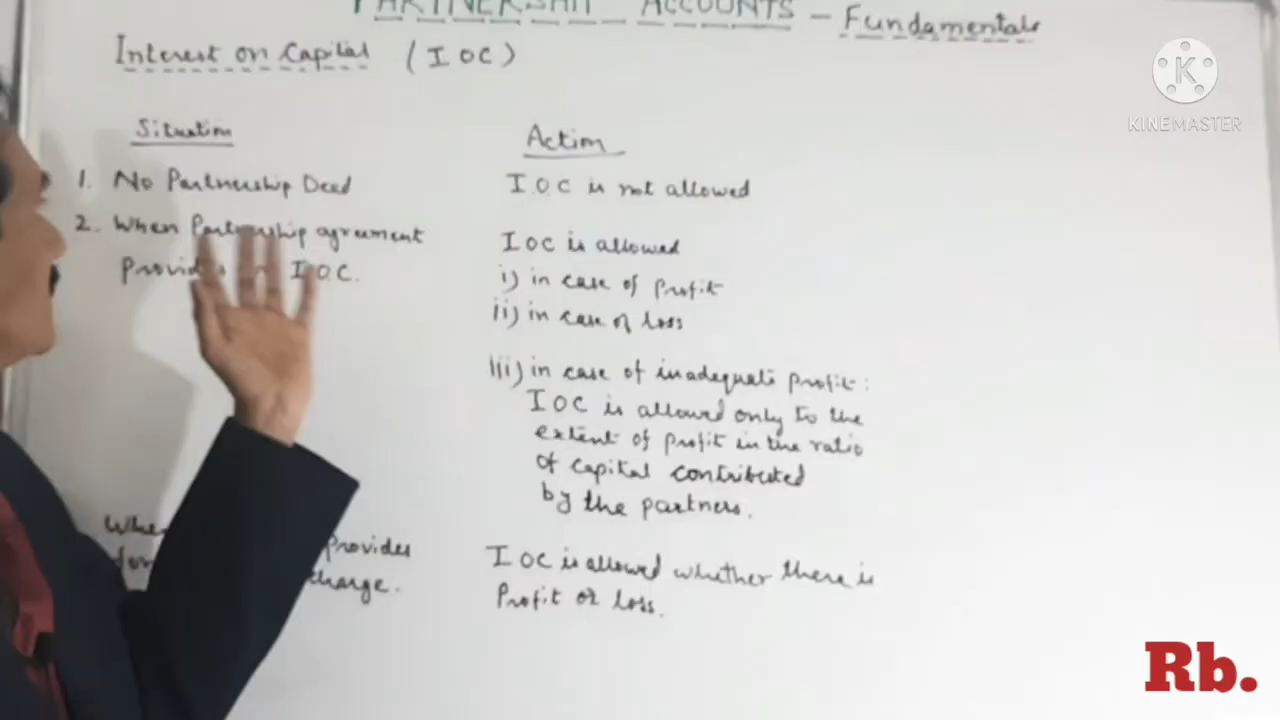 PARTNERSHIP ACCOUNTS - Fundamentals
Interest on Capital (IOC)
KINEMASTER
Situation
Action
1. No Partnership Deed
I.O.C is not allowed
2. When Partnership agreement
Provides I.O.C.
IOC is allowed
i) in case of profit
ii) in case of loss
iii) in case of inadequate profit:
IOC is allowed only to the
extent of profit in the ratio
of capital contributed
by the partners.
provides
charge.
IOC is allowed whether there is
Profit or loss.
Rb.